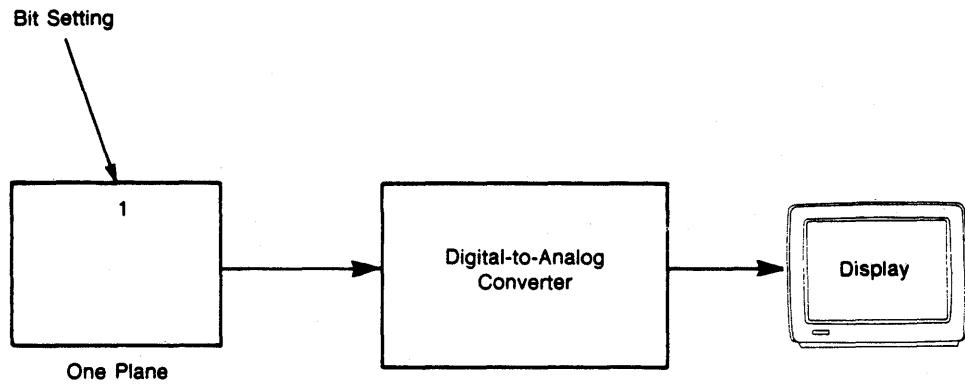 Bit Setting
1
Digital-to-Analog
Converter
Display
One Plane